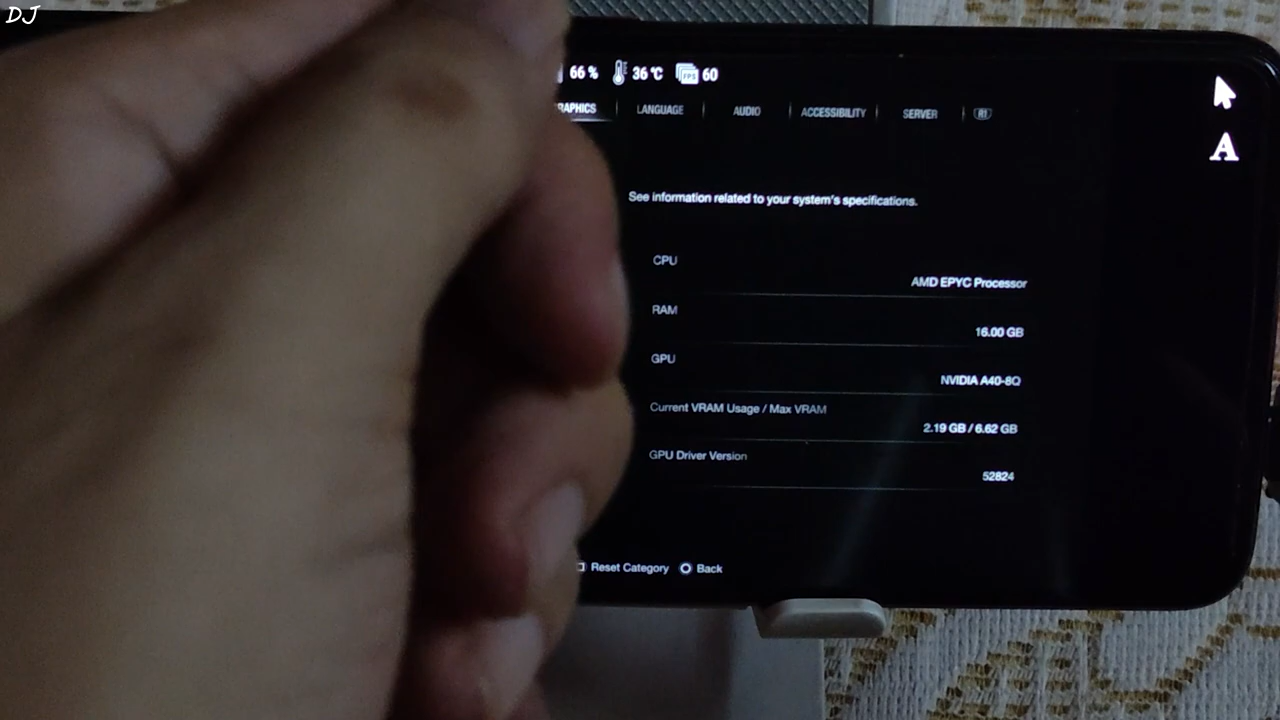 DJ
66 % 36 °C FPS 60
RAPHICS LANGUAGE AUDIO ACCESSIBILITY SERVER R1
A
See information related to your system's specifications.
CPU
AMD EPYC Processor
RAM
16.00 GB
GPU
NVIDIA A40-8Q
Current VRAM Usage / Max VRAM
2.19 GB / 6.62 GB
GPU Driver Version
52824
Reset Category Back